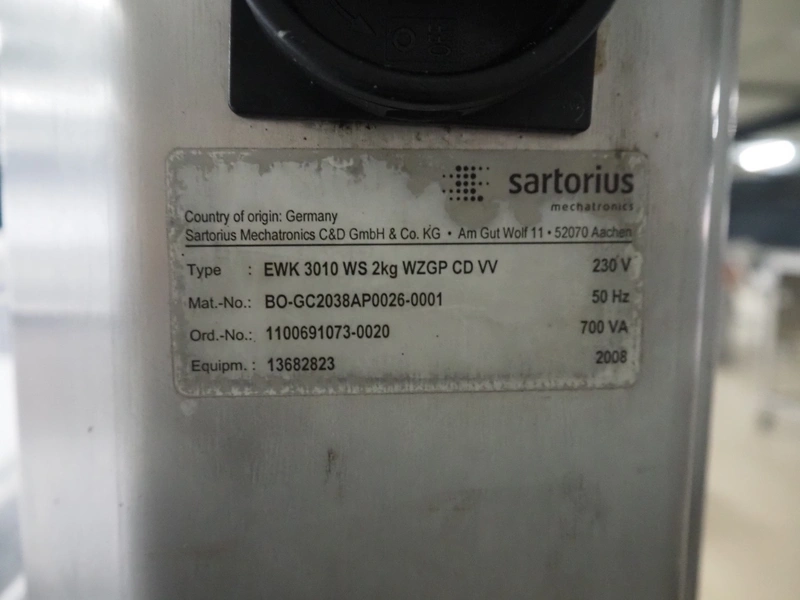 sartorius
mechatronics
Country of origin: Germany
Sartorius Mechatronics C&D GmbH & Co. KG • Am Gut Wolf 11 • 52070 Aachen
Type : EWK 3010 WS 2kg WZGP CD VV 230 V
Mat.-No.: BO-GC2038AP0026-0001 50 Hz
Ord.-No.: 1100691073-0020 700 VA
Equipm. : 13682823 2008